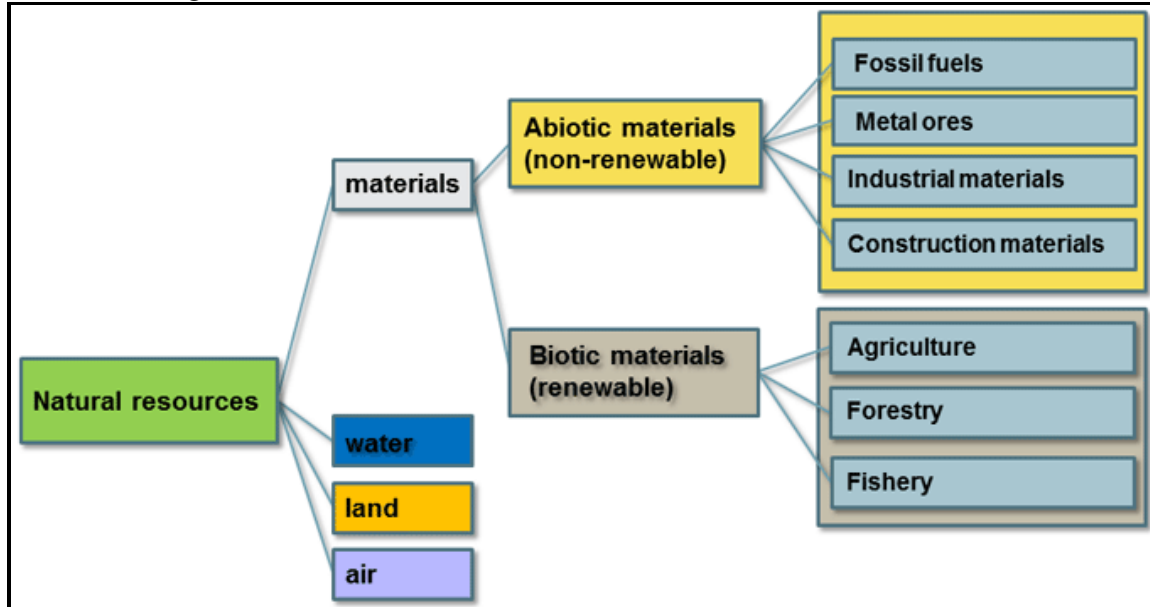 Natural resources
materials
water
land
air
Abiotic materials
(non-renewable)
Biotic materials
(renewable)
Fossil fuels
Metal ores
Industrial materials
Construction materials
Agriculture
Forestry
Fishery